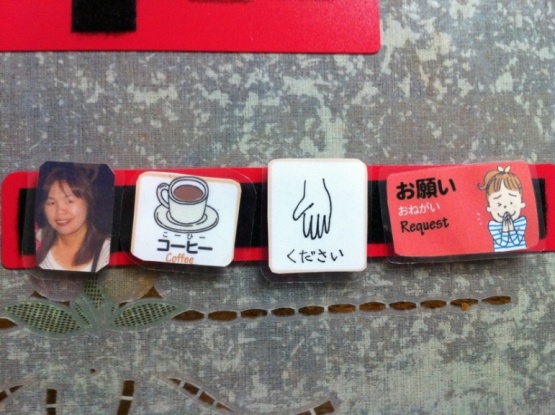 こーひー
コーヒー
Coffee
ください
お願い
おねがい
Request